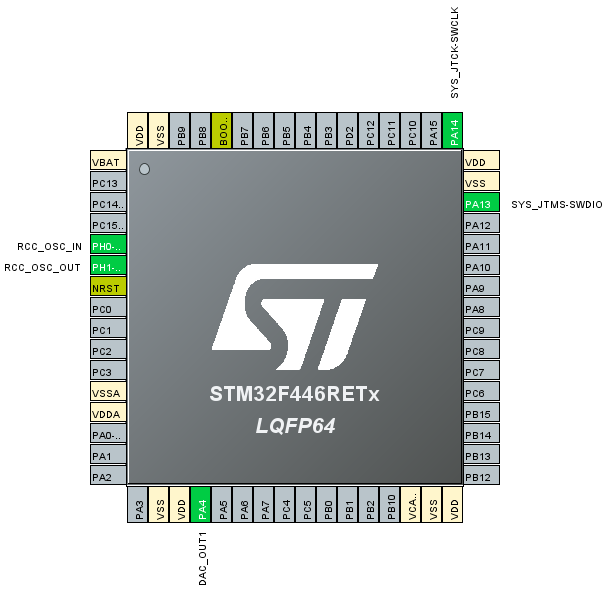 SYS_JTCK-SWCLK
VDD
VSS
PB9
PB8
BOO..
PB7
PB6
PB5
PB4
PB3
PD2
PC12
PC11
PC10
PA15
PA14
VBAT
PC13
PC14..
PC15..
RCC_OSC_IN PH0-..
RCC_OSC_OUT PH1-..
NRST
PC0
PC1
PC2
PC3
VSSA
VDDA
PA0-..
PA1
PA2
VDD
VSS
PA13 SYS_JTMS-SWDIO
PA12
PA11
PA10
PA9
PA8
PC9
PC8
PC7
PC6
PB15
PB14
PB13
PB12
ST
STM32F446RETx
LQFP64
PA3
VSS
VDD
PA4
PA5
PA6
PA7
PC4
PC5
PB0
PB1
PB2
PB10
VCA..
VSS
VDD
DAC_OUT1